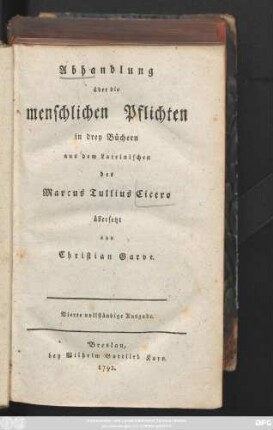 Abhandlung
über die
menschlichen Pflichten
in drey Büchern
aus dem Lateinischen
des
Marcus Tullius Cicero
übersetzt
von
Christian Garve.
Vierte vollständige Ausgabe.
Breslau,
bey Wilhelm Gottlieb Korn
1792.